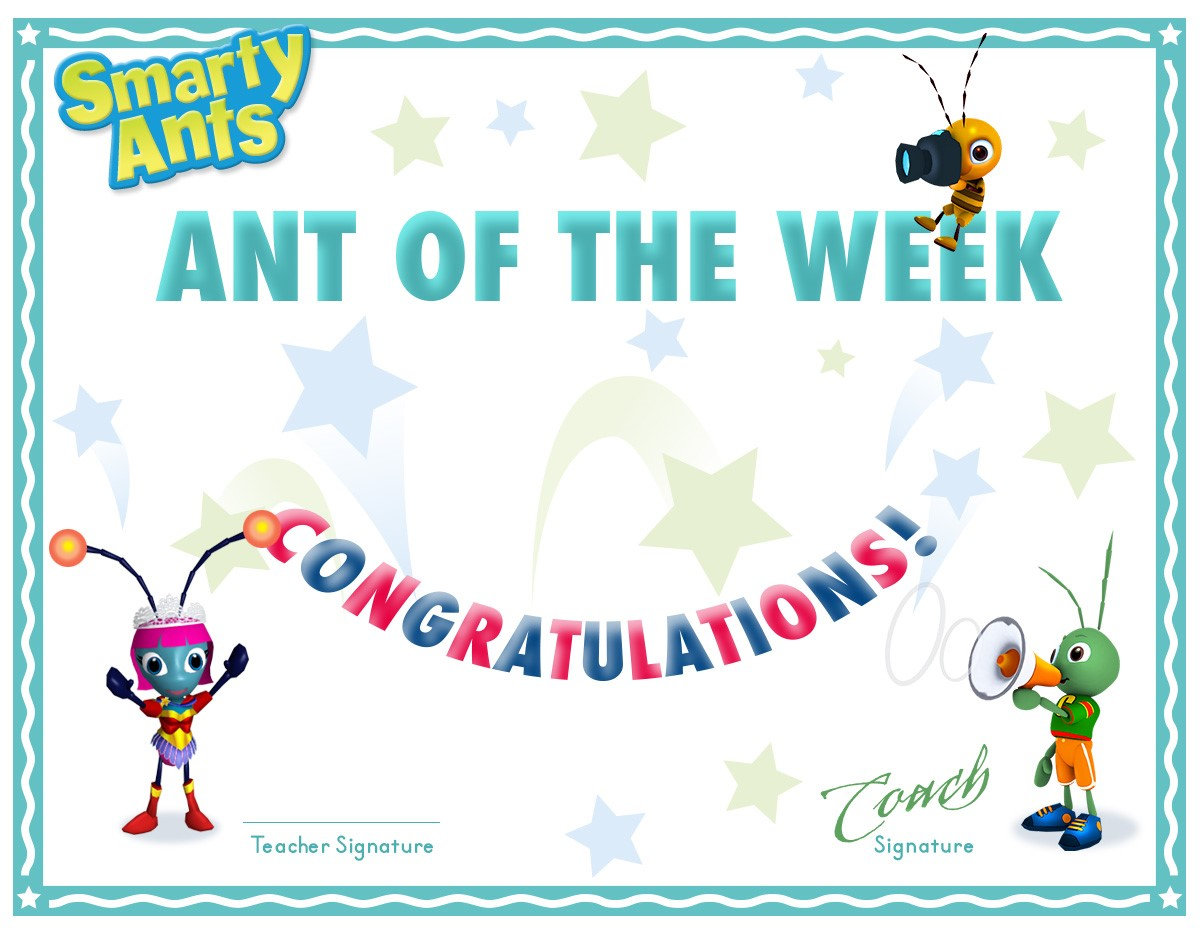 Smarty
Ants
ANT OF THE WEEK
CONGRATULATIONS!
Coach
Teacher Signature
Signature